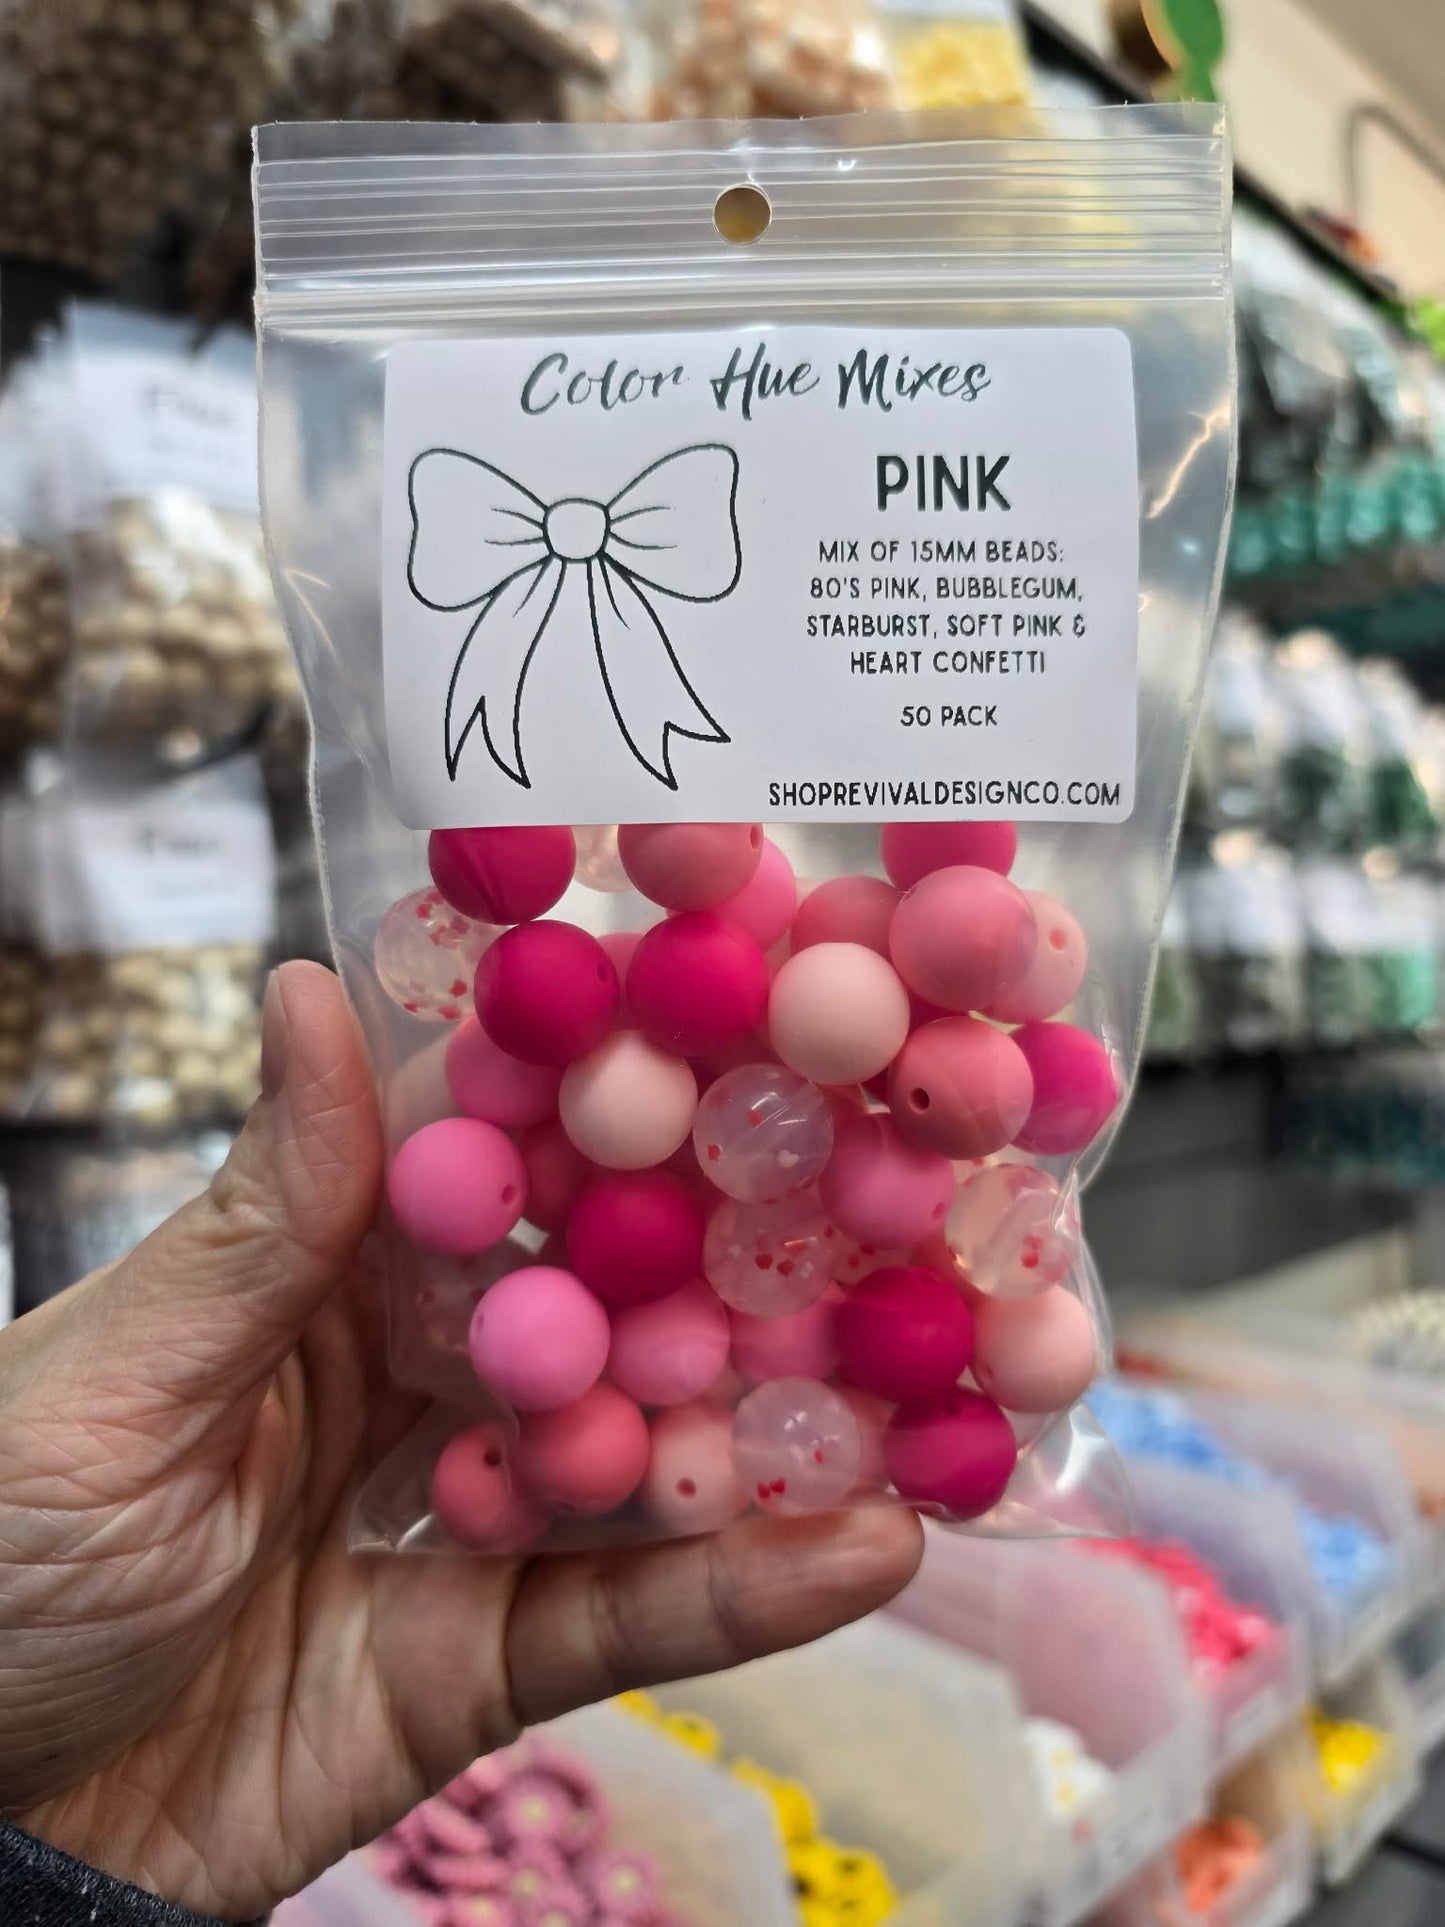 Color Hue Mixes
PINK
MIX OF 15MM BEADS:
80'S PINK, BUBBLEGUM,
STARBURST, SOFT PINK &
HEART CONFETTI
50 PACK
SHOPREVIVALDESIGNCO.COM